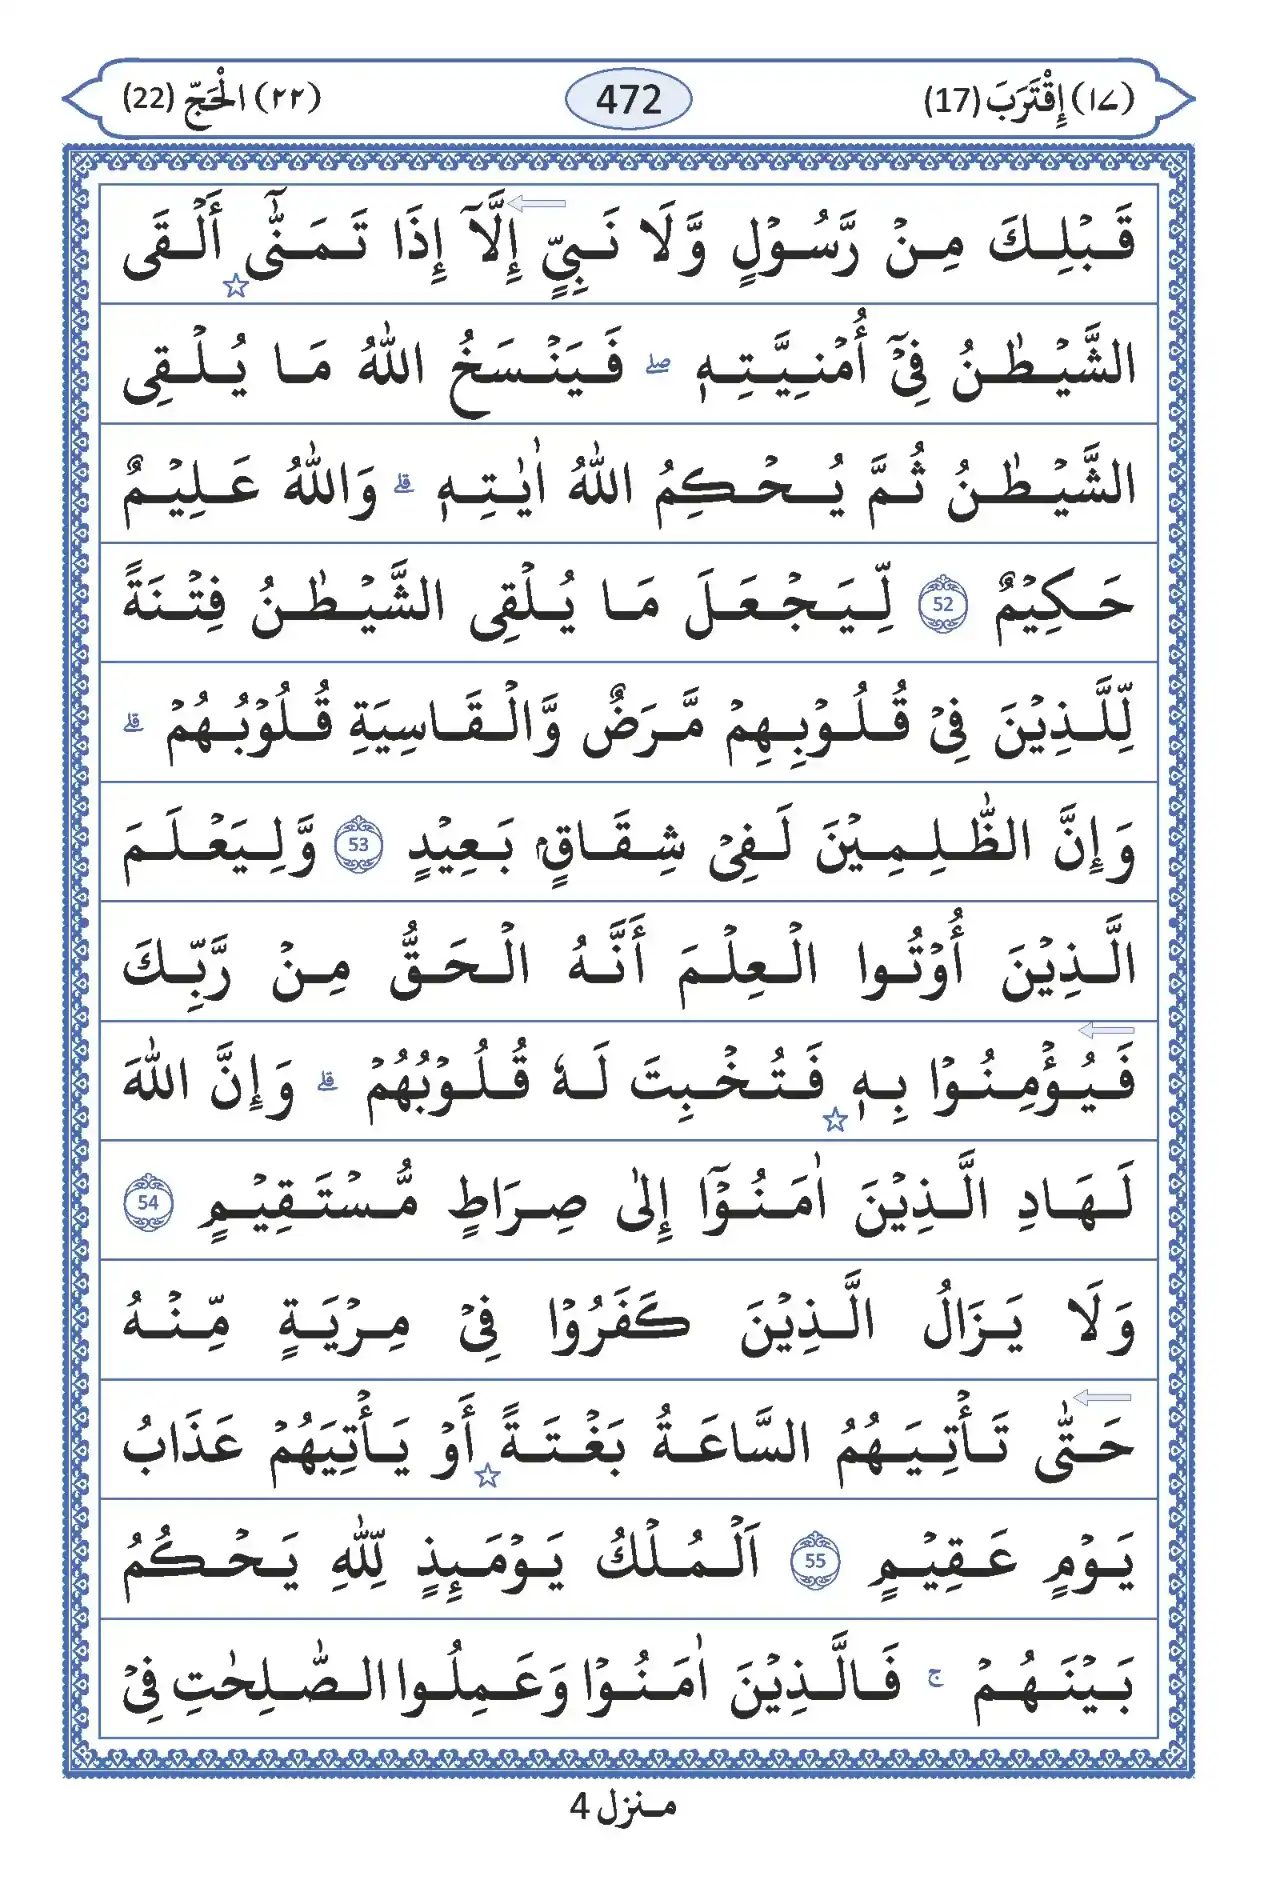 (١٧) إِقْتَرَبَ (17) 472 (٢٢) الْحَجّ (22)
قَبْلِكَ مِنْ رَّسُوْلٍ وَّلَا نَبِيٍّ إِلَّآ إِذَا تَمَنّٰٓى أَلْقَى
الشَّيْطٰنُ فِيْٓ أُمْنِيَّتِهٖ ۖ فَيَنْسَخُ اللّٰهُ مَا يُلْقِى
الشَّيْطٰنُ ثُمَّ يُحْكِمُ اللّٰهُ اٰيٰتِهٖ ۗ وَاللّٰهُ عَلِيْمٌ
حَكِيْمٌ 52 لِّيَجْعَلَ مَا يُلْقِى الشَّيْطٰنُ فِتْنَةً
لِّلَّذِيْنَ فِيْ قُلُوْبِهِمْ مَّرَضٌ وَّالْقَاسِيَةِ قُلُوْبُهُمْ ۗ
وَإِنَّ الظّٰلِمِيْنَ لَفِيْ شِقَاقٍۭ بَعِيْدٍ 53 وَّلِيَعْلَمَ
الَّذِيْنَ أُوْتُوا الْعِلْمَ أَنَّهُ الْحَقُّ مِنْ رَّبِّكَ
فَيُؤْمِنُوْا بِهٖ فَتُخْبِتَ لَهٗ قُلُوْبُهُمْ ۗ وَإِنَّ اللّٰهَ
لَهَادِ الَّذِيْنَ اٰمَنُوْٓا إِلٰى صِرَاطٍ مُّسْتَقِيْمٍ 54
وَلَا يَزَالُ الَّذِيْنَ كَفَرُوْا فِيْ مِرْيَةٍ مِّنْهُ
حَتّٰى تَأْتِيَهُمُ السَّاعَةُ بَغْتَةً أَوْ يَأْتِيَهُمْ عَذَابُ
يَوْمٍ عَقِيْمٍ 55 اَلْمُلْكُ يَوْمَئِذٍ لِّلّٰهِ يَحْكُمُ
بَيْنَهُمْ ۚ فَالَّذِيْنَ اٰمَنُوْا وَعَمِلُوا الصّٰلِحٰتِ فِيْ
منزل 4